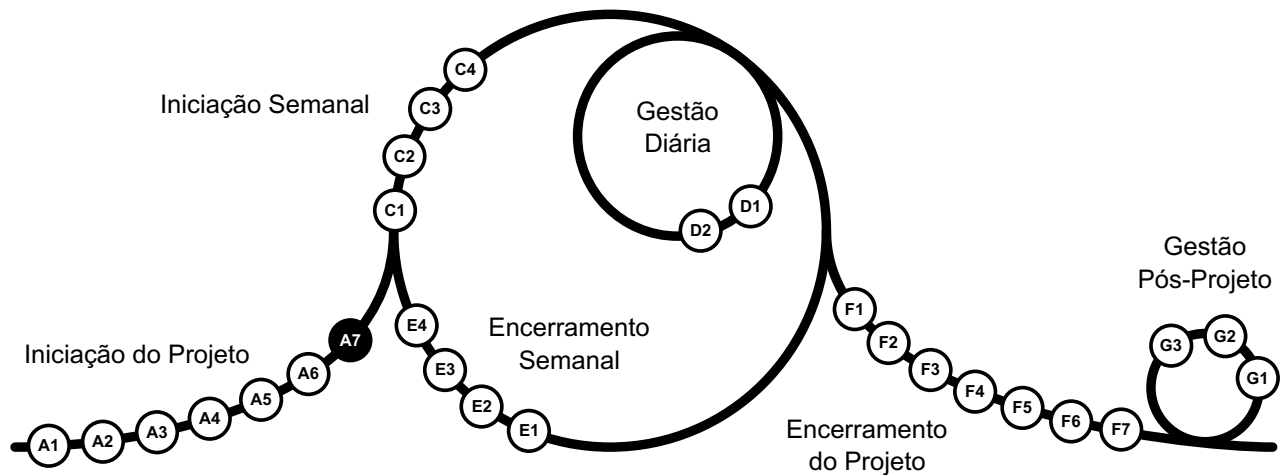 Iniciação do Projeto
A1
A2
A3
A4
A5
A6
A7
Iniciação Semanal
C1
C2
C3
C4
Gestão
Diária
D1
D2
Encerramento
Semanal
E1
E2
E3
E4
Encerramento
do Projeto
F1
F2
F3
F4
F5
F6
F7
Gestão
Pós-Projeto
G1
G2
G3